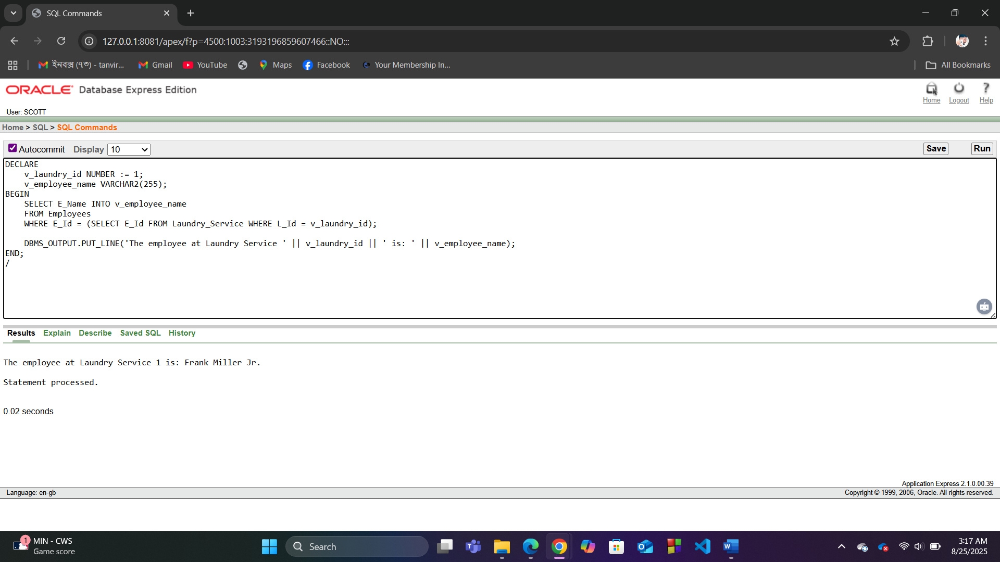 SQL Commands
127.0.0.1:8081/apex/f?p=4500:1003:3193196859607466::NO:::
ইনবক্স (৭৩) - tanvir...
Gmail
YouTube
Maps
Facebook
Your Membership In...
All Bookmarks
ORACLE Database Express Edition
Home
Logout
? Help
User: SCOTT
Home > SQL > SQL Commands
Autocommit Display 10
Save
Run
DECLARE
    v_laundry_id NUMBER := 1;
    v_employee_name VARCHAR2(255);
BEGIN
    SELECT E_Name INTO v_employee_name
    FROM Employees
    WHERE E_Id = (SELECT E_Id FROM Laundry_Service WHERE L_Id = v_laundry_id);
    DBMS_OUTPUT.PUT_LINE('The employee at Laundry Service ' || v_laundry_id || ' is: ' || v_employee_name);
END;
/
Results Explain Describe Saved SQL History
The employee at Laundry Service 1 is: Frank Miller Jr.
Statement processed.
0.02 seconds
Application Express 2.1.0.00.39
Language: en-gb
Copyright © 1999, 2006, Oracle. All rights reserved.
1
MIN - CWS
Game score
Search
3:17 AM
8/25/2025